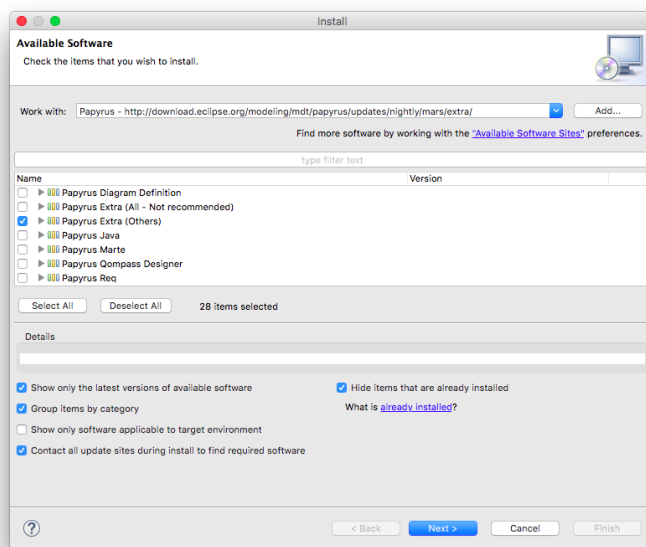 Install
Available Software
Check the items that you wish to install.
Work with: Papyrus - http://download.eclipse.org/modeling/mdt/papyrus/updates/nightly/mars/extra/ Add...
Find more software by working with the "Available Software Sites" preferences.
type filter text
Name Version
Papyrus Diagram Definition
Papyrus Extra (All - Not recommended)
Papyrus Extra (Others)
Papyrus Java
Papyrus Marte
Papyrus Qompass Designer
Papyrus Req
Select All Deselect All 28 items selected
Details
Show only the latest versions of available software Hide items that are already installed
Group items by category What is already installed?
Show only software applicable to target environment
Contact all update sites during install to find required software
? < Back Next > Cancel Finish